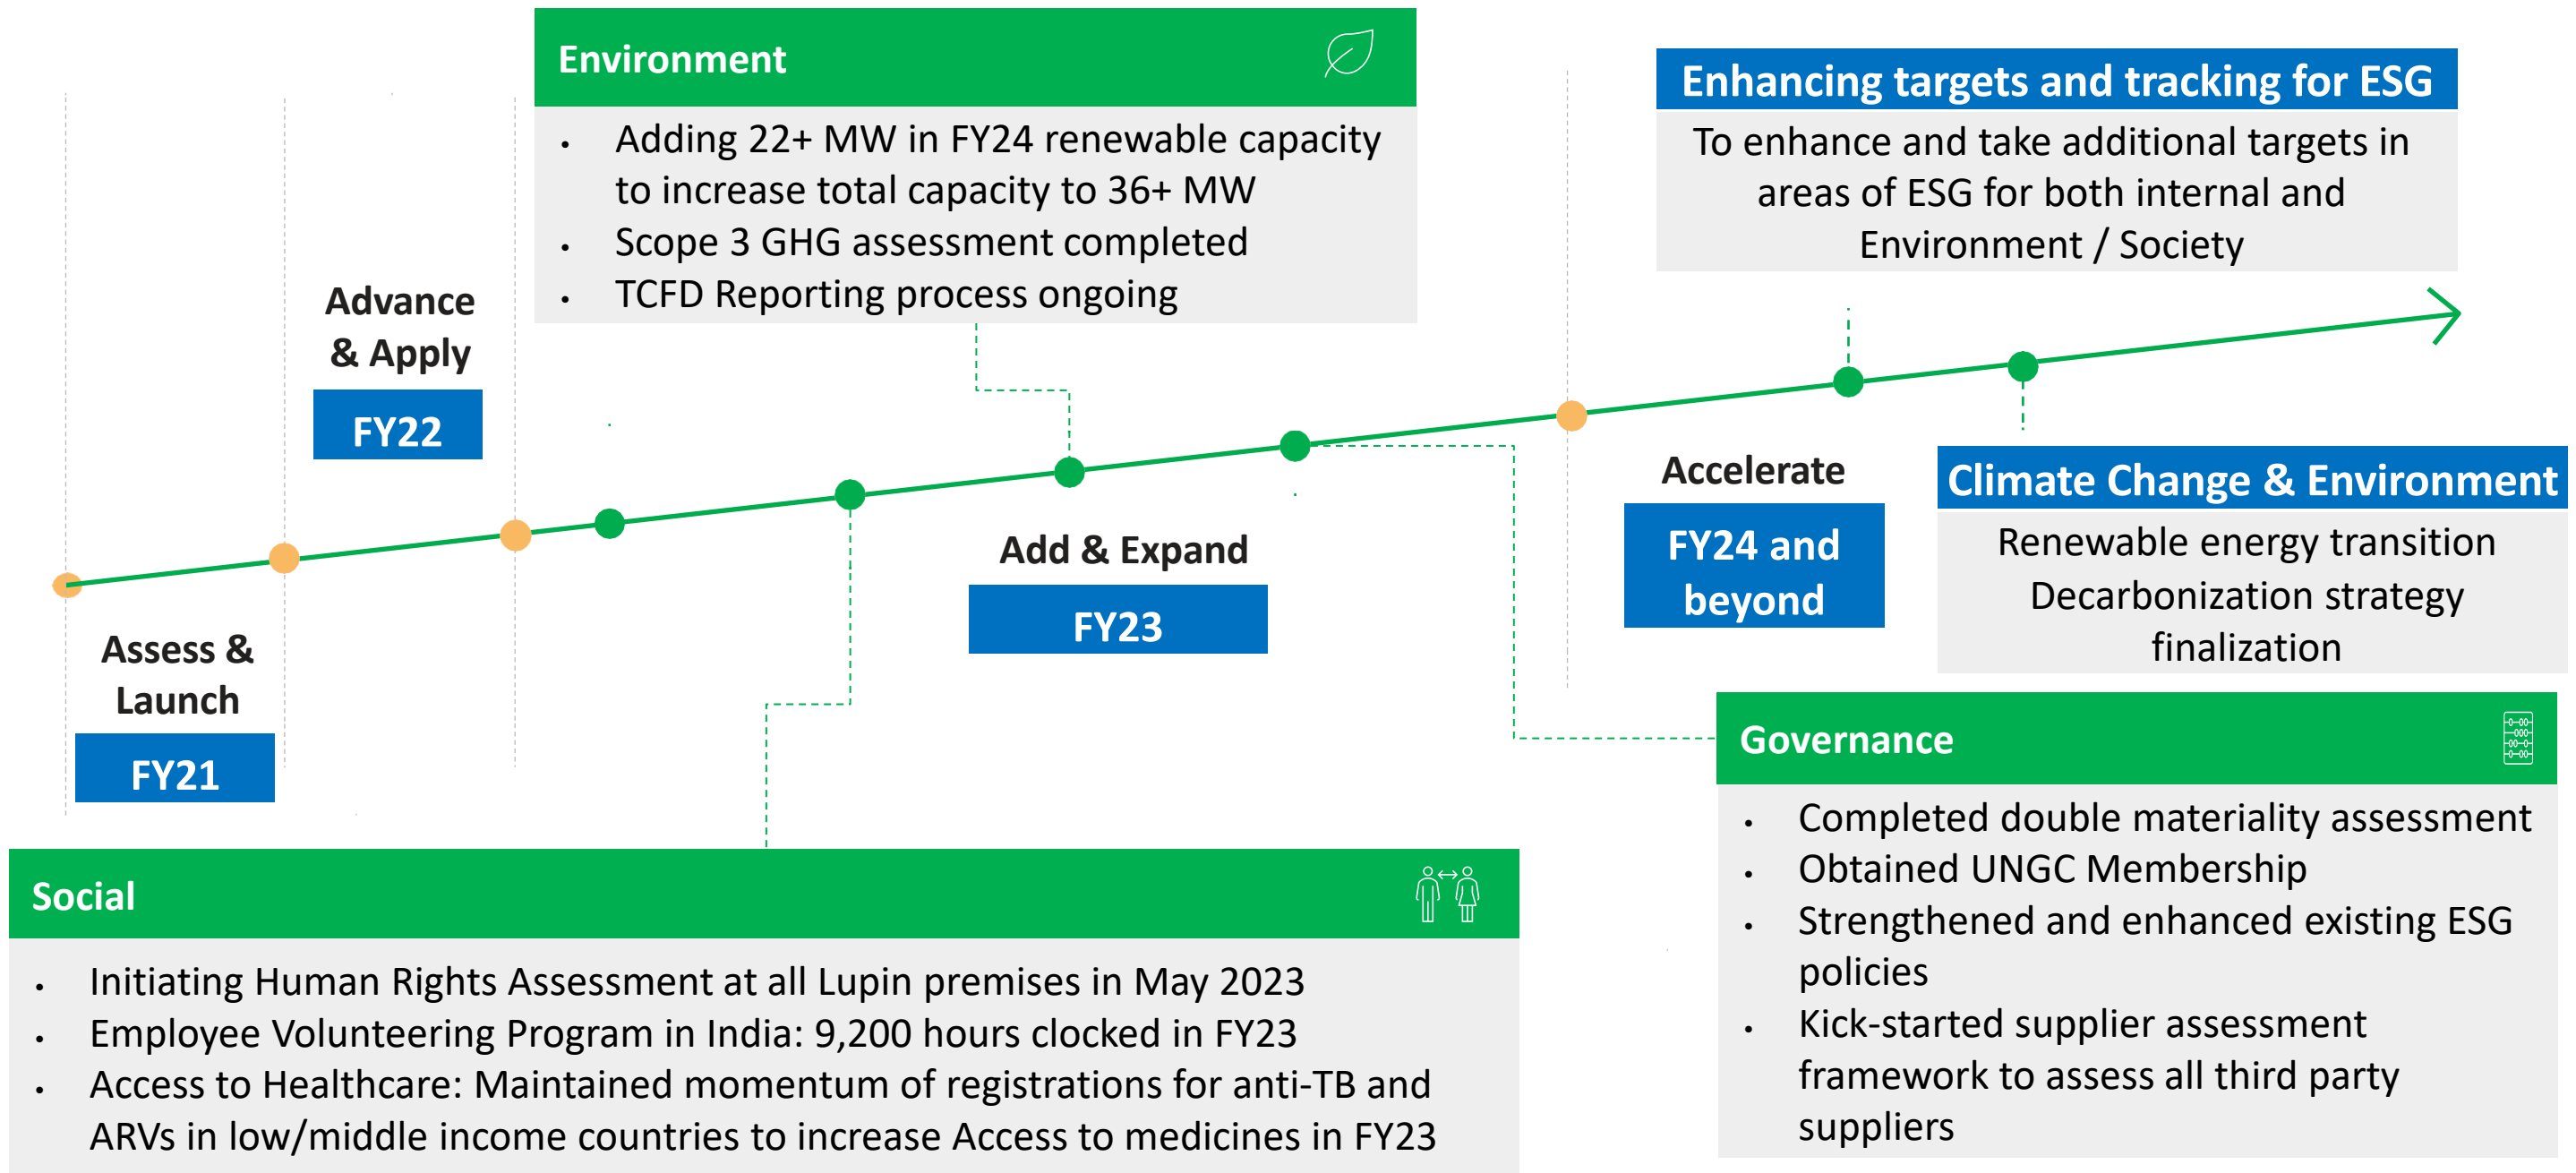 Environment
• Adding 22+ MW in FY24 renewable capacity
to increase total capacity to 36+ MW
• Scope 3 GHG assessment completed
• TCFD Reporting process ongoing
Enhancing targets and tracking for ESG
To enhance and take additional targets in
areas of ESG for both internal and
Environment / Society
Advance
& Apply
FY22
Assess &
Launch
FY21
Add & Expand
FY23
Accelerate
FY24 and
beyond
Climate Change & Environment
Renewable energy transition
Decarbonization strategy
finalization
Social
• Initiating Human Rights Assessment at all Lupin premises in May 2023
• Employee Volunteering Program in India: 9,200 hours clocked in FY23
• Access to Healthcare: Maintained momentum of registrations for anti-TB and
ARVs in low/middle income countries to increase Access to medicines in FY23
Governance
• Completed double materiality assessment
• Obtained UNGC Membership
• Strengthened and enhanced existing ESG
policies
• Kick-started supplier assessment
framework to assess all third party
suppliers